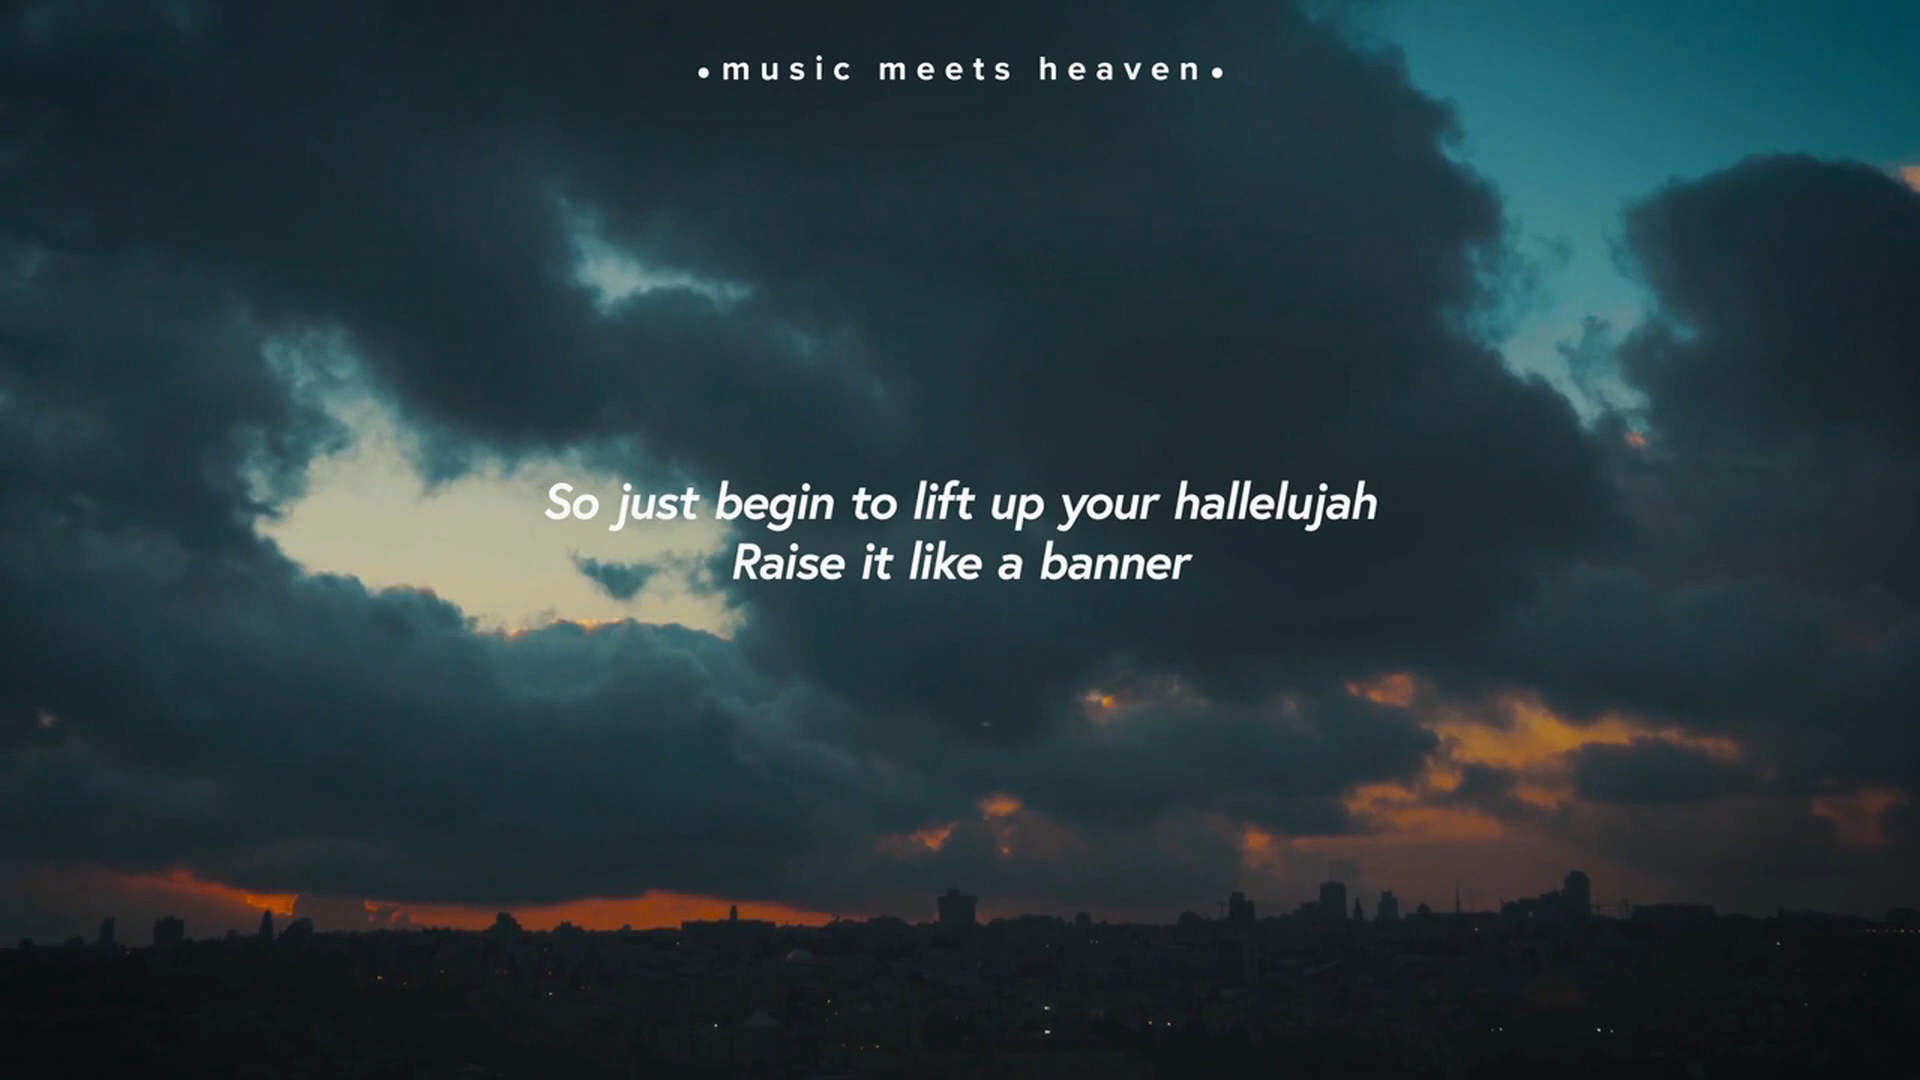 •music meets heaven•
So just begin to lift up your hallelujah
Raise it like a banner